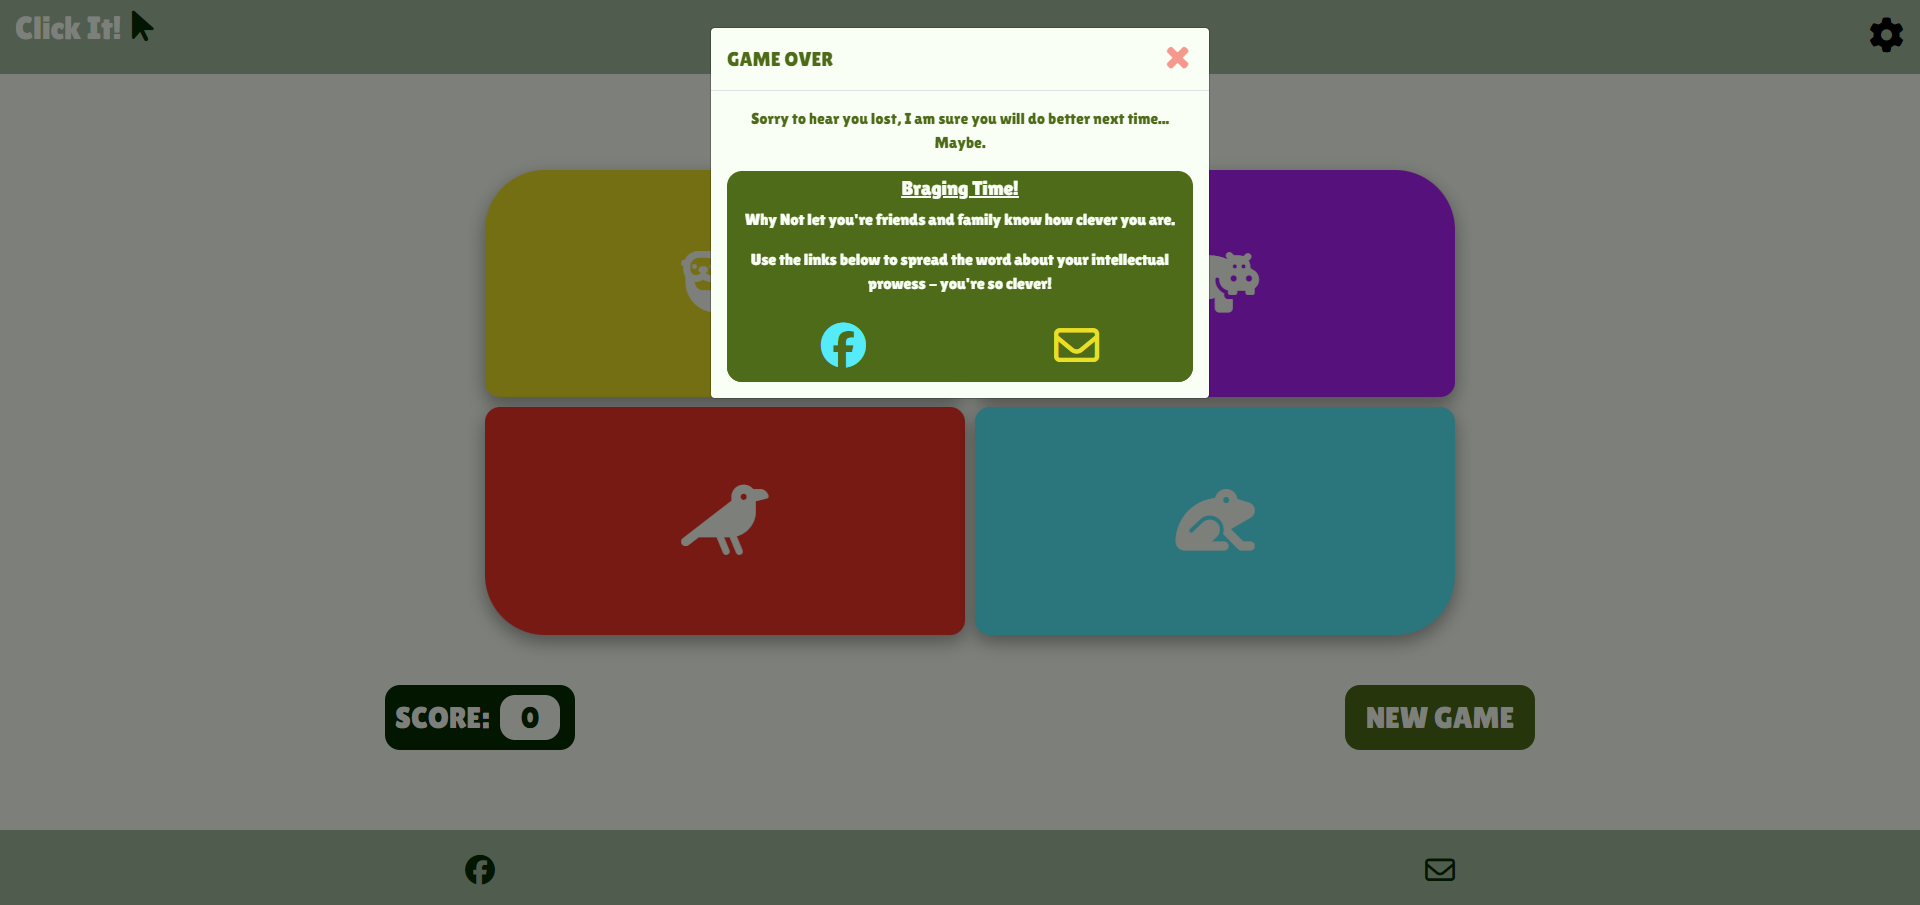 Click It!
GAME OVER
Sorry to hear you lost, I am sure you will do better next time...
Maybe.
Braging Time!
Why Not let you're friends and family know how clever you are.
Use the links below to spread the word about your intellectual
prowess - you're so clever!
SCORE: 0
NEW GAME